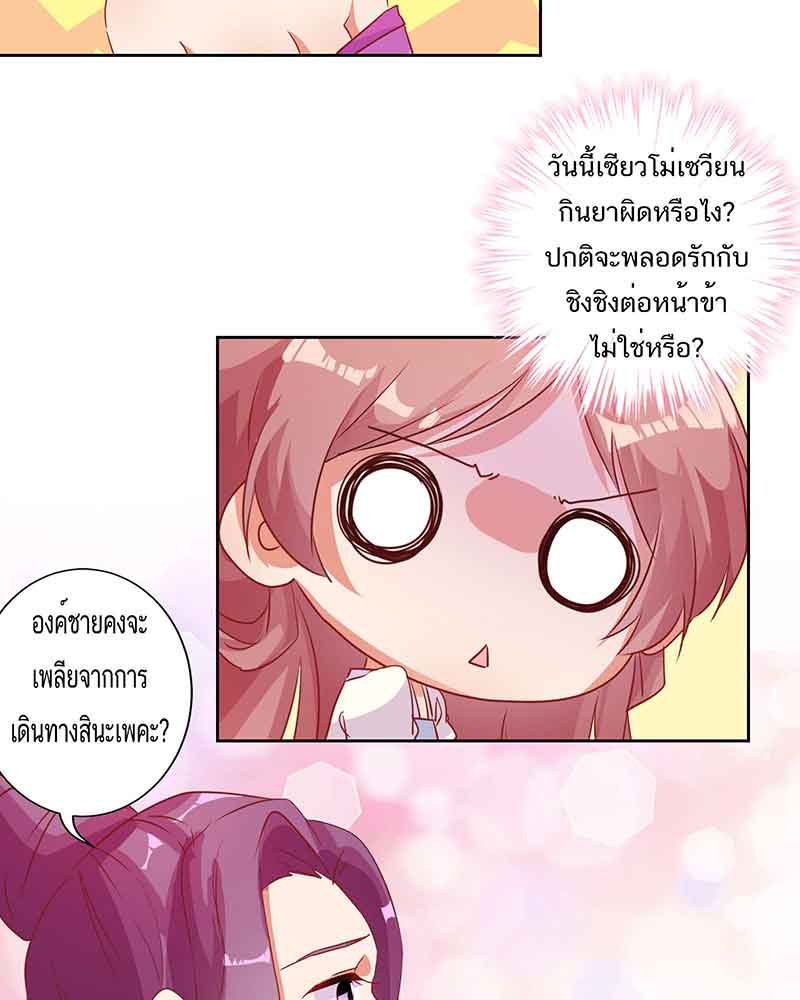 วันนี้เซียวโม่เซวียน
กินยาผิดหรือไง?
ปกติจะพลอดรักกับ
ชิงชิงต่อหน้าข้า
ไม่ใช่หรือ?
องค์ชายคงจะ
เพลียจากการ
เดินทางสินะเพคะ?